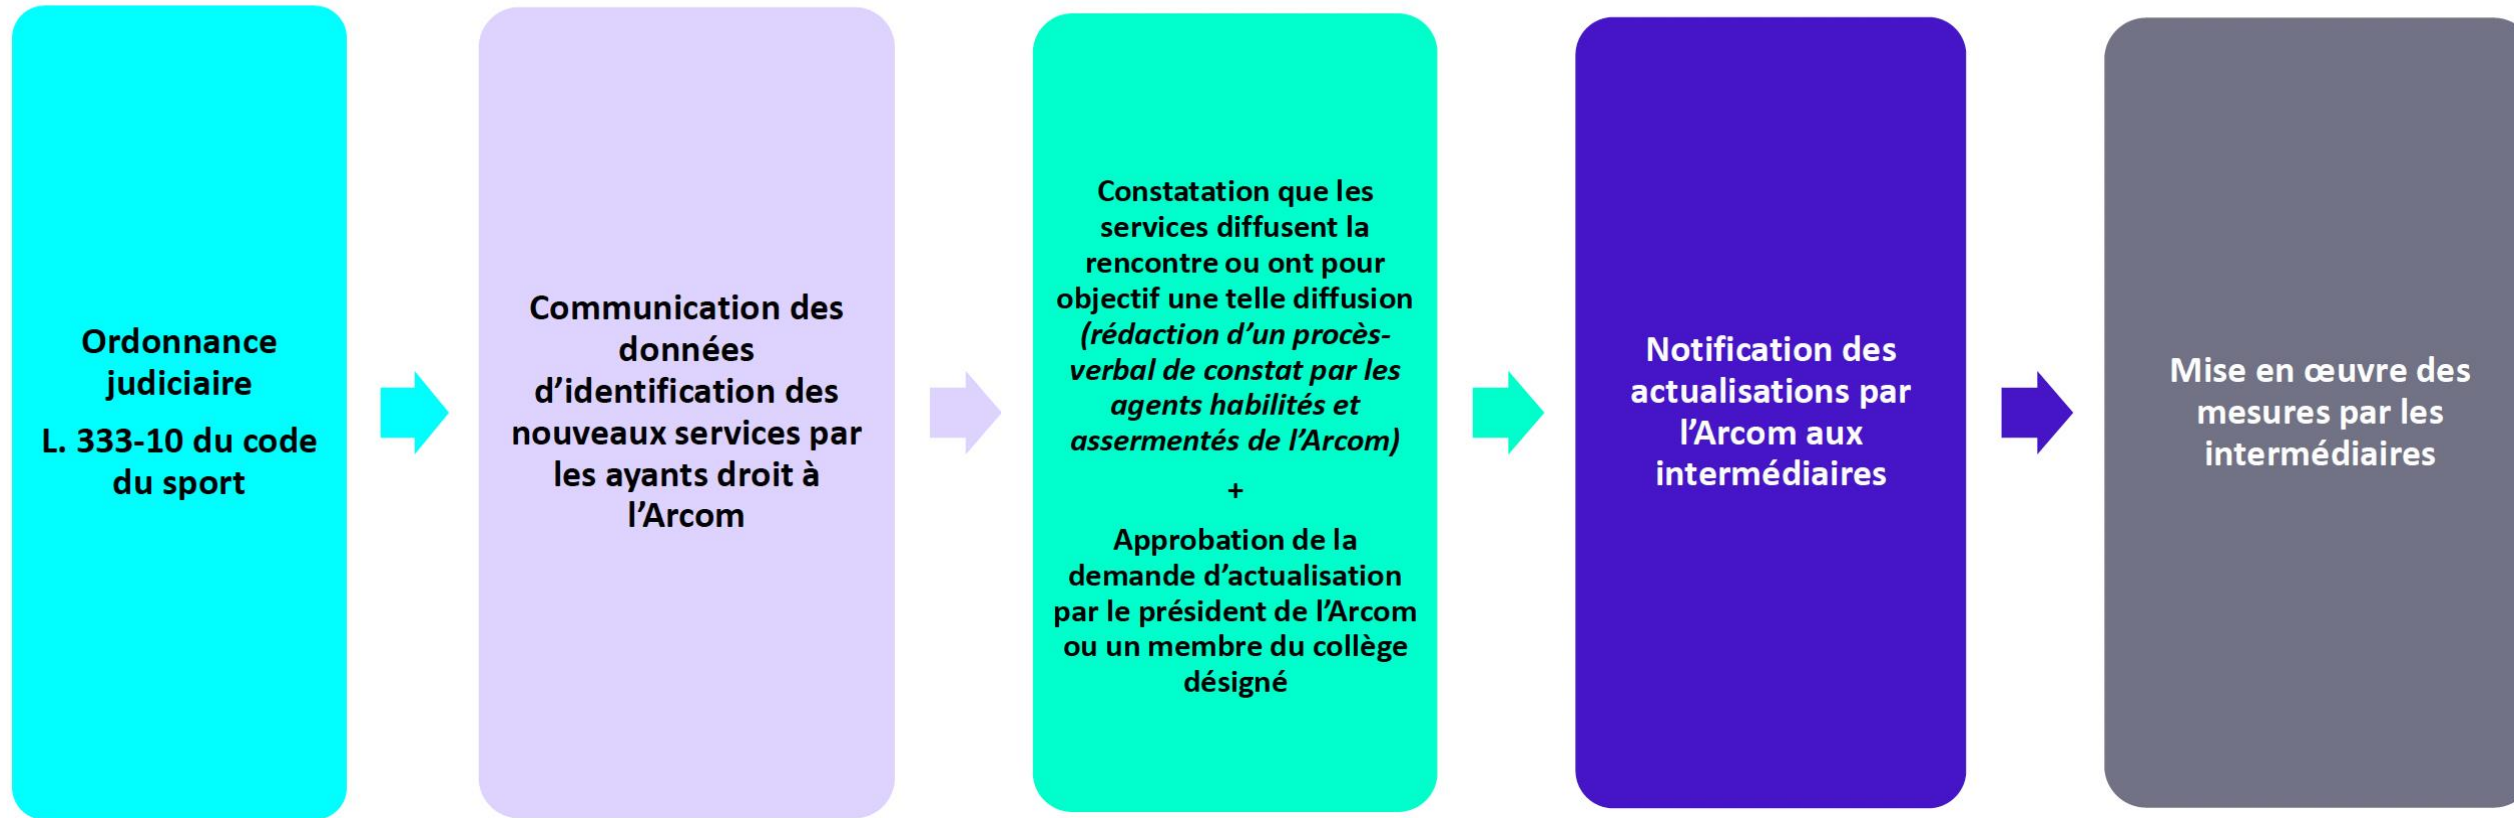 Ordonnance
judiciaire
L. 333-10 du code
du sport
Communication des
données
d’identification des
nouveaux services par
les ayants droit à
l’Arcom
Constatation que les
services diffusent la
rencontre ou ont pour
objectif une telle diffusion
(rédaction d’un procès-
verbal de constat par les
agents habilités et
assermentés de l’Arcom)
+
Approbation de la
demande d’actualisation
par le président de l’Arcom
ou un membre du collège
désigné
Notification des
actualisations par
l’Arcom aux
intermédiaires
Mise en œuvre des
mesures par les
intermédiaires